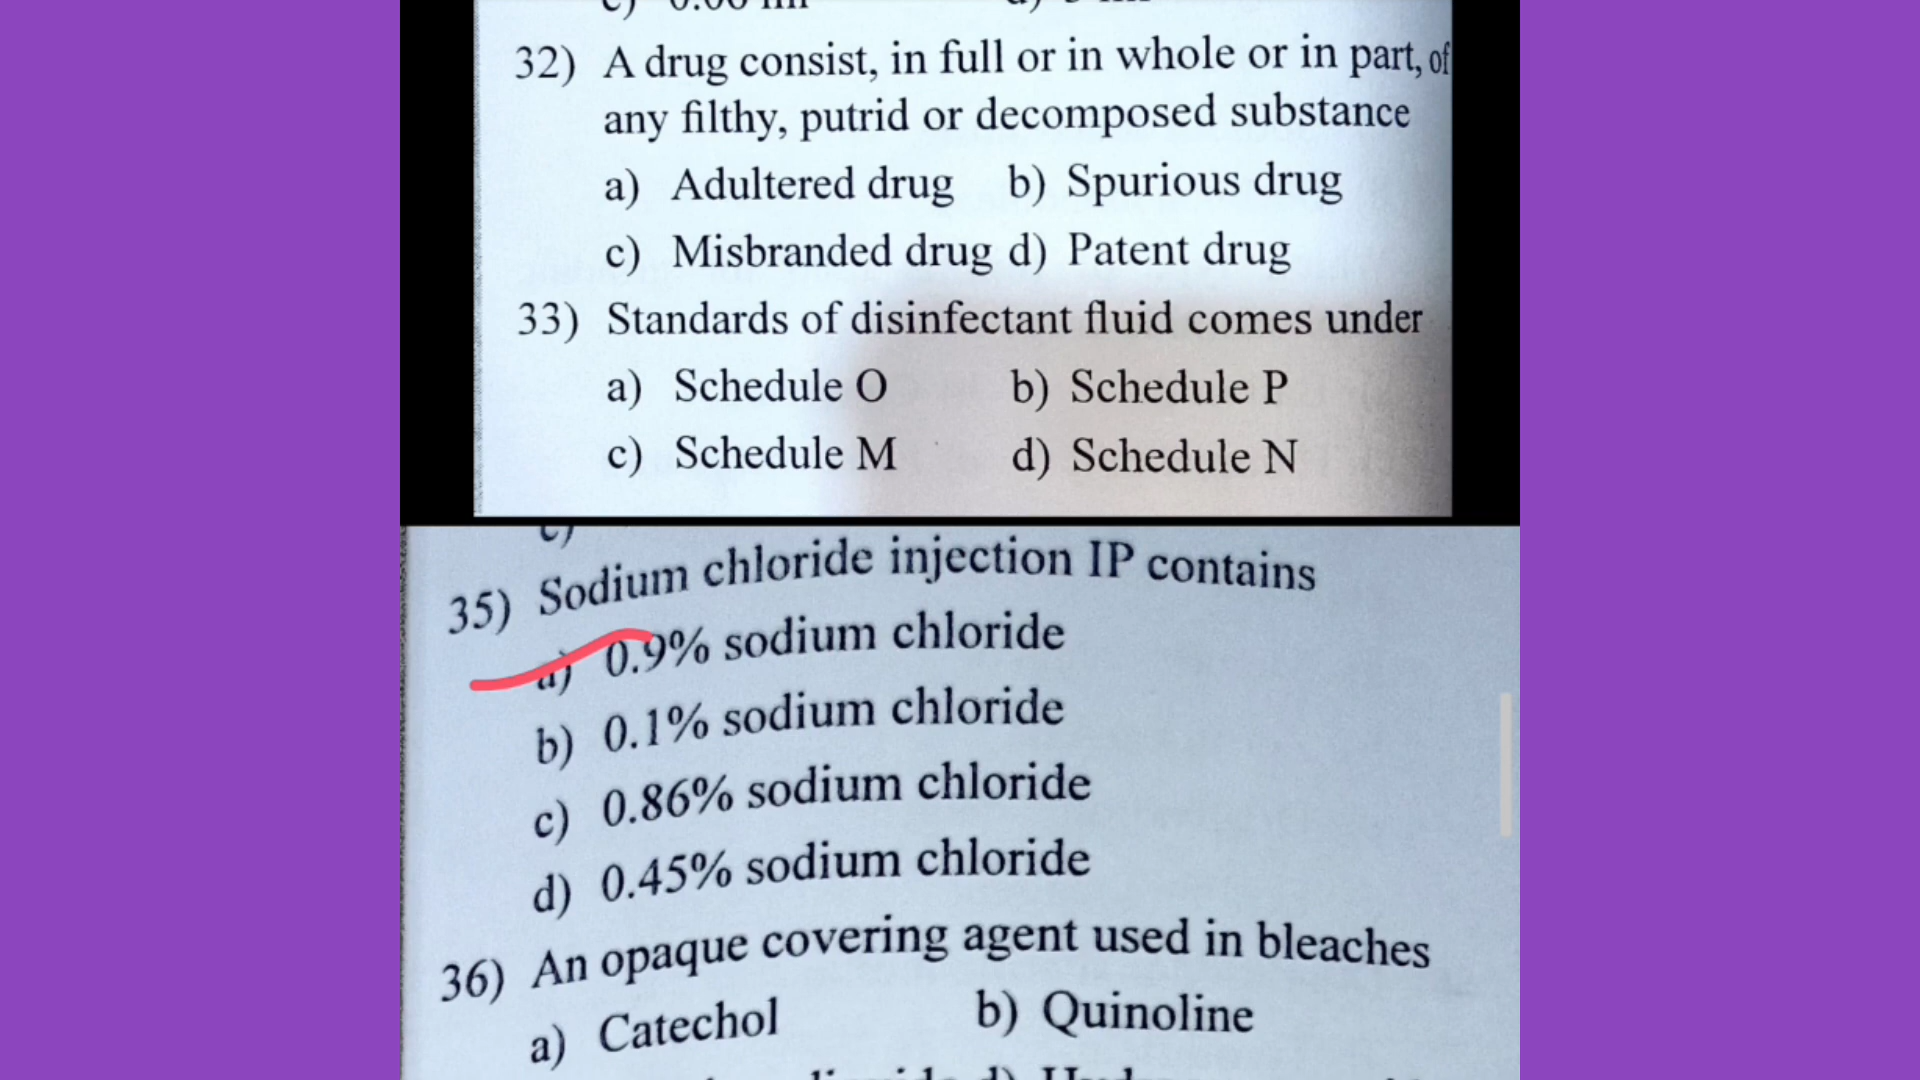 32) A drug consist, in full or in whole or in part, of
any filthy, putrid or decomposed substance
a) Adultered drug b) Spurious drug
c) Misbranded drug d) Patent drug
33) Standards of disinfectant fluid comes under
a) Schedule O b) Schedule P
c) Schedule M d) Schedule N
35) Sodium chloride injection IP contains
a) 0.9% sodium chloride
b) 0.1% sodium chloride
c) 0.86% sodium chloride
d) 0.45% sodium chloride
36) An opaque covering agent used in bleaches
a) Catechol b) Quinoline